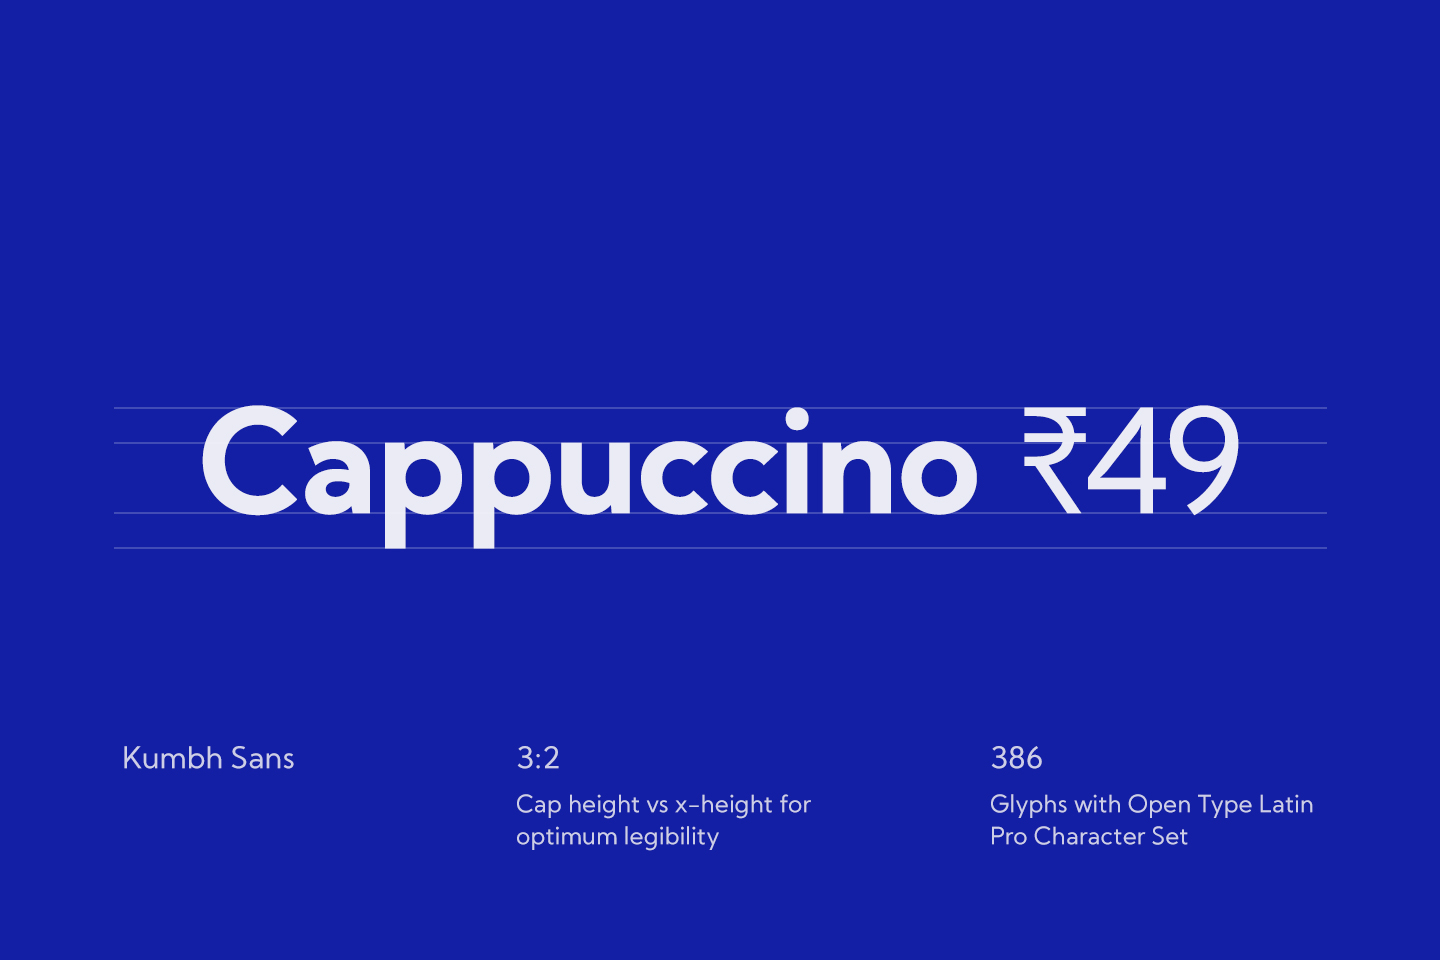 Cappuccino ₹49
Kumbh Sans
3:2
Cap height vs x-height for
optimum legibility
386
Glyphs with Open Type Latin
Pro Character Set